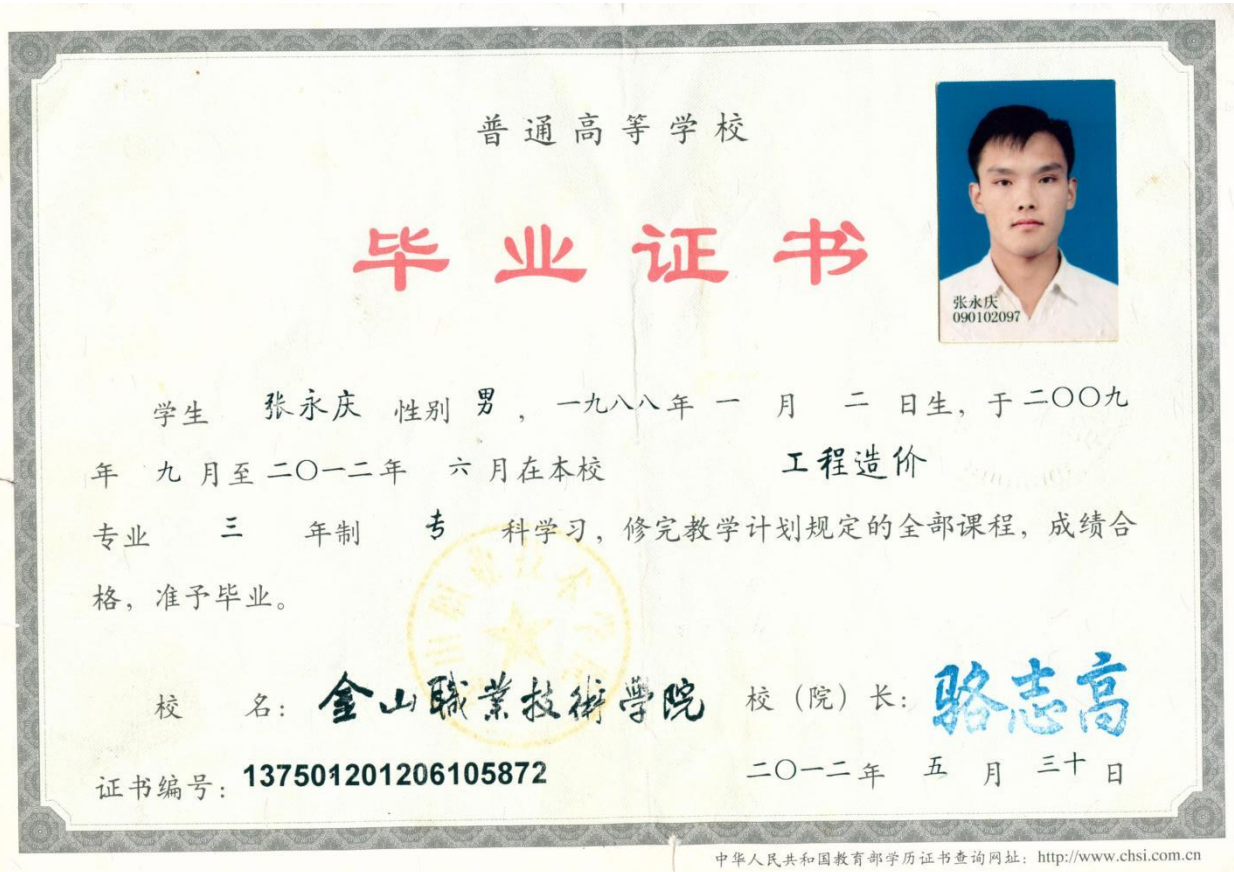 普通高等学校
毕业证书
张永庆
090102097
学生 张永庆 性别 男 ，一九八八年 一 月 二 日生，于二〇〇九
年 九 月至二〇一二年 六 月在本校 工程造价
专业 三 年制 专 科学习，修完教学计划规定的全部课程，成绩合
格，准予毕业。
校 名：金山職業技術學院 校（院）长：骆志高
证书编号：137501201206105872 二〇一二年 五 月 三十 日
中华人民共和国教育部学历证书查询网址：http://www.chsi.com.cn